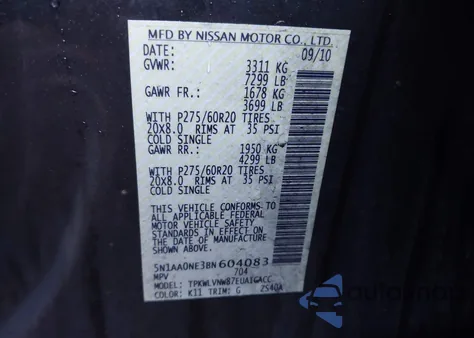 MFD BY NISSAN MOTOR CO., LTD.
DATE: 09/10
GVWR: 3311 KG
7299 LB
GAWR FR.: 1678 KG
3699 LB
WITH P275/60R20 TIRES
20X8.0 RIMS AT 35 PSI
COLD SINGLE
GAWR RR.: 1950 KG
4299 LB
WITH P275/60R20 TIRES
20X8.0 RIMS AT 35 PSI
COLD SINGLE
THIS VEHICLE CONFORMS TO ALL
APPLICABLE FEDERAL MOTOR
VEHICLE SAFETY STANDARDS
IN EFFECT ON THE DATE OF
MANUFACTURE SHOWN ABOVE.
5N1AA0NE3BN604083
MPV 704
TPKWLVNW87EUA1GACC
COLOR: K11 TRIM: G ZS40A
autosnap